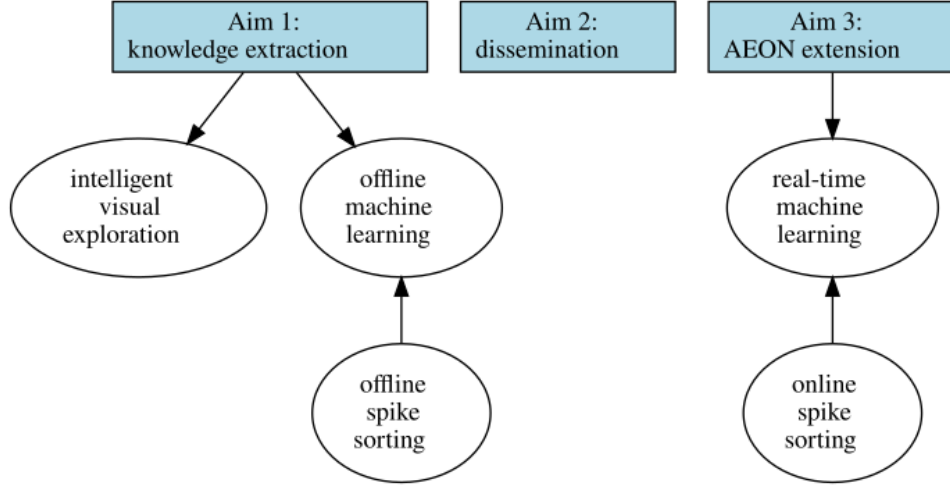 Aim 1:
knowledge extraction
Aim 2:
dissemination
Aim 3:
AEON extension
intelligent
visual
exploration
offline
machine
learning
real-time
machine
learning
offline
spike
sorting
online
spike
sorting